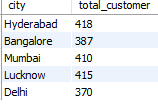 city total_customer
Hyderabad 418
Bangalore 387
Mumbai 410
Lucknow 415
Delhi 370